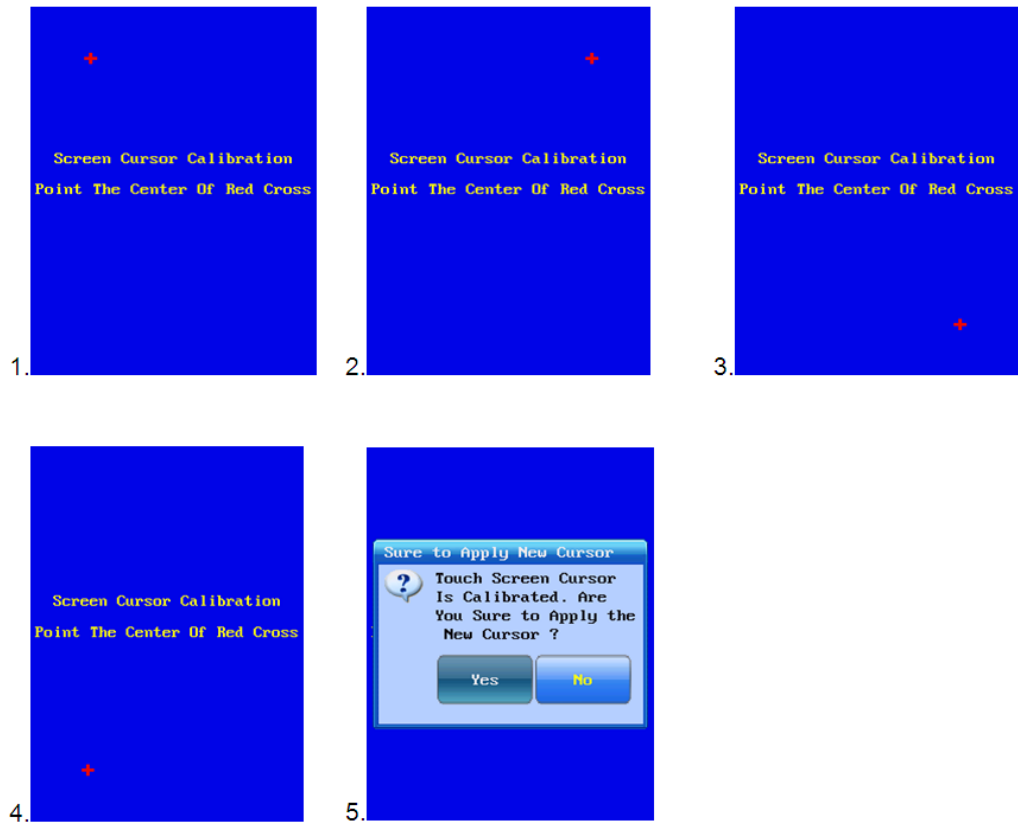 Screen Cursor Calibration
Point The Center Of Red Cross
1.
Screen Cursor Calibration
Point The Center Of Red Cross
2.
Screen Cursor Calibration
Point The Center Of Red Cross
3.
Screen Cursor Calibration
Point The Center Of Red Cross
4.
Sure to Apply New Cursor
Touch Screen Cursor
Is Calibrated. Are
You Sure to Apply the
New Cursor ?
Yes
No
5.